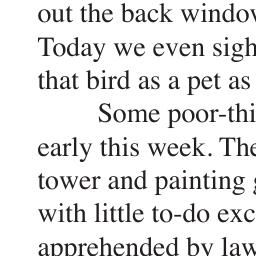 out the back window
Today we even sigh
that bird as a pet as
Some poor-thi
early this week. The
tower and painting g
with little to-do exc
apprehended by law